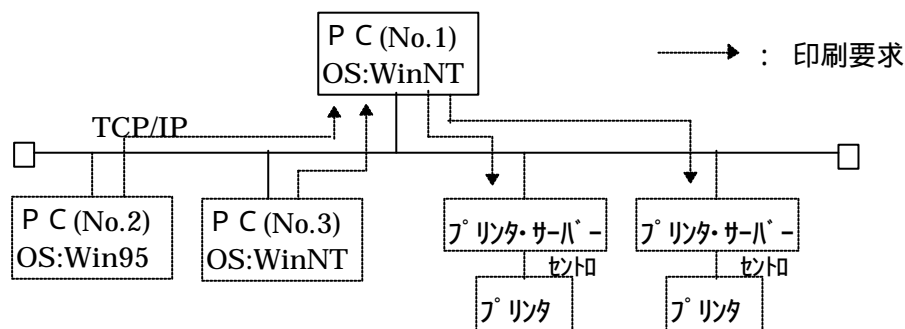 ＰＣ(No.1)
OS:WinNT
： 印刷要求
TCP/IP
ＰＣ(No.2)
OS:Win95
ＰＣ(No.3)
OS:WinNT
ﾌﾟﾘﾝﾀ･ｻｰﾊﾞｰ
ｾﾝﾄﾛ
ﾌﾟﾘﾝﾀ
ﾌﾟﾘﾝﾀ･ｻｰﾊﾞｰ
ｾﾝﾄﾛ
ﾌﾟﾘﾝﾀ